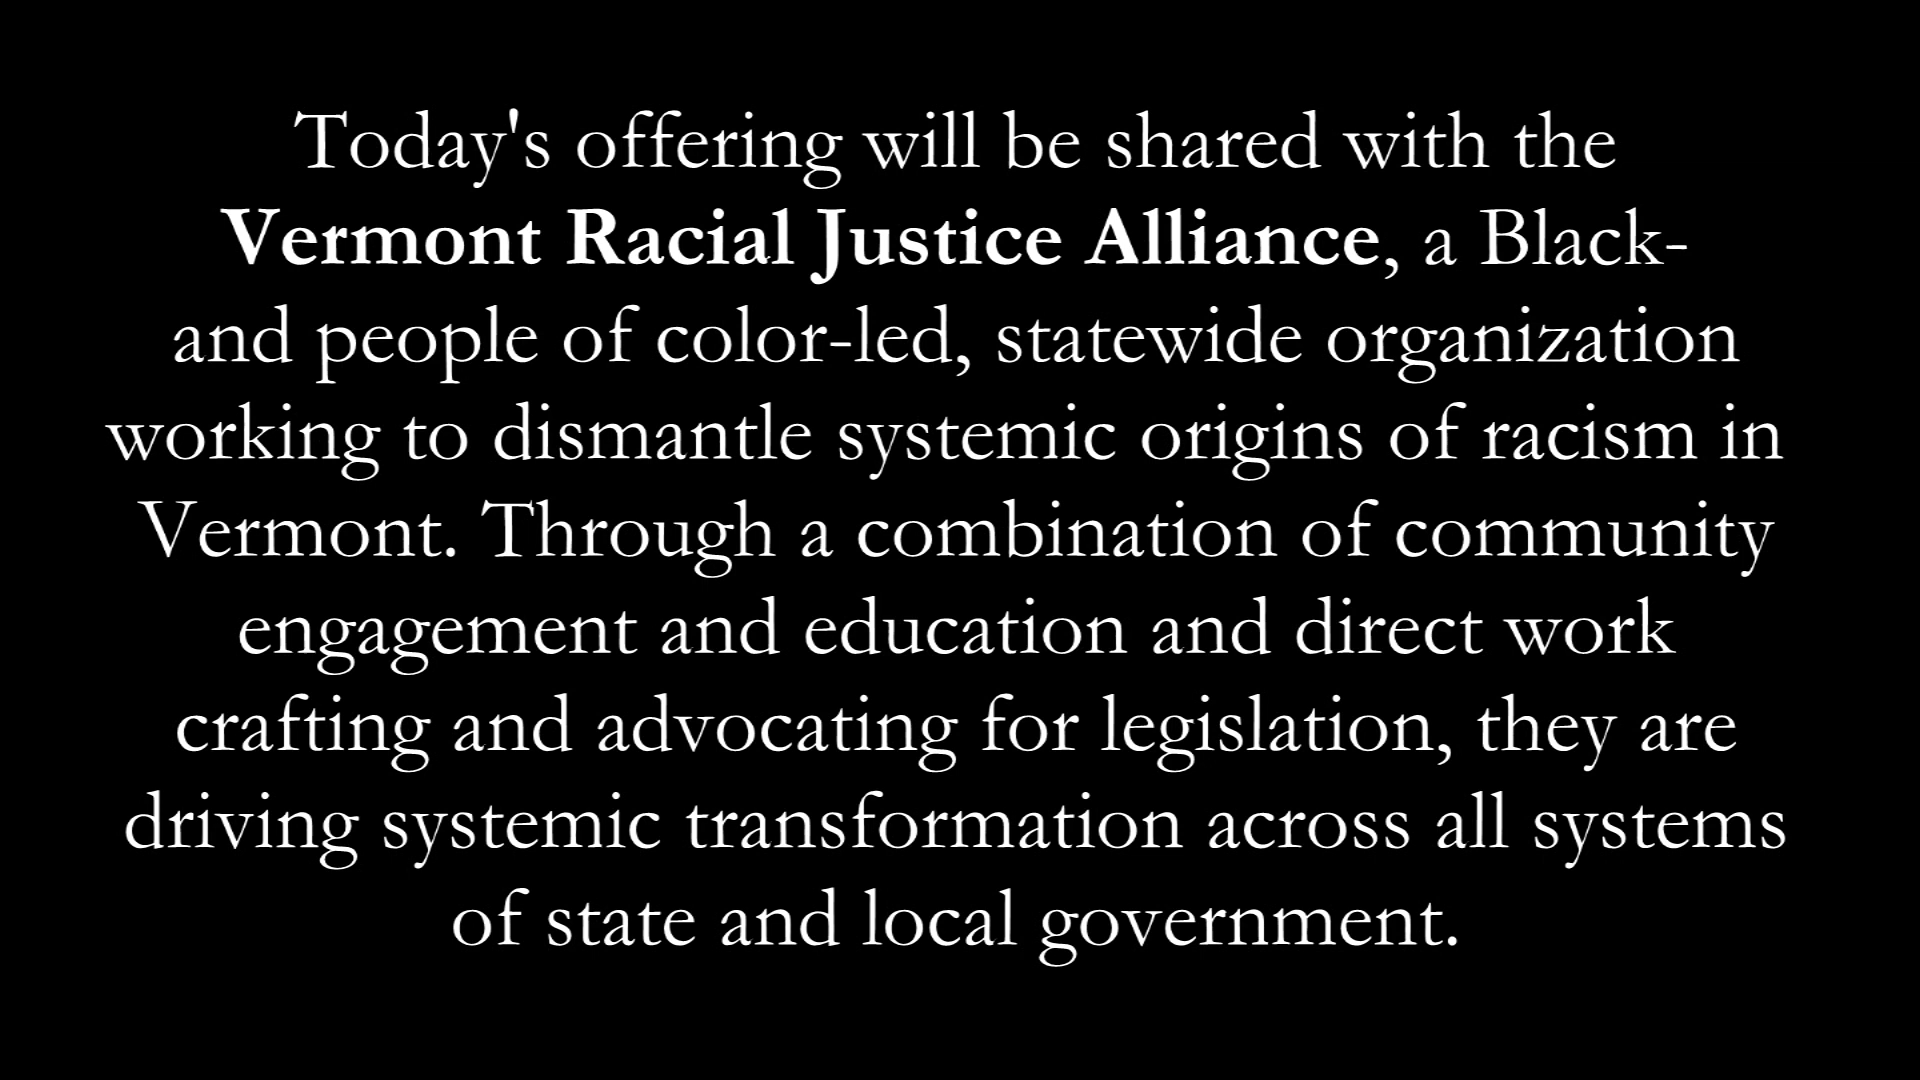 Today's offering will be shared with the
Vermont Racial Justice Alliance, a Black-
and people of color-led, statewide organization
working to dismantle systemic origins of racism in
Vermont. Through a combination of community
engagement and education and direct work
crafting and advocating for legislation, they are
driving systemic transformation across all systems
of state and local government.